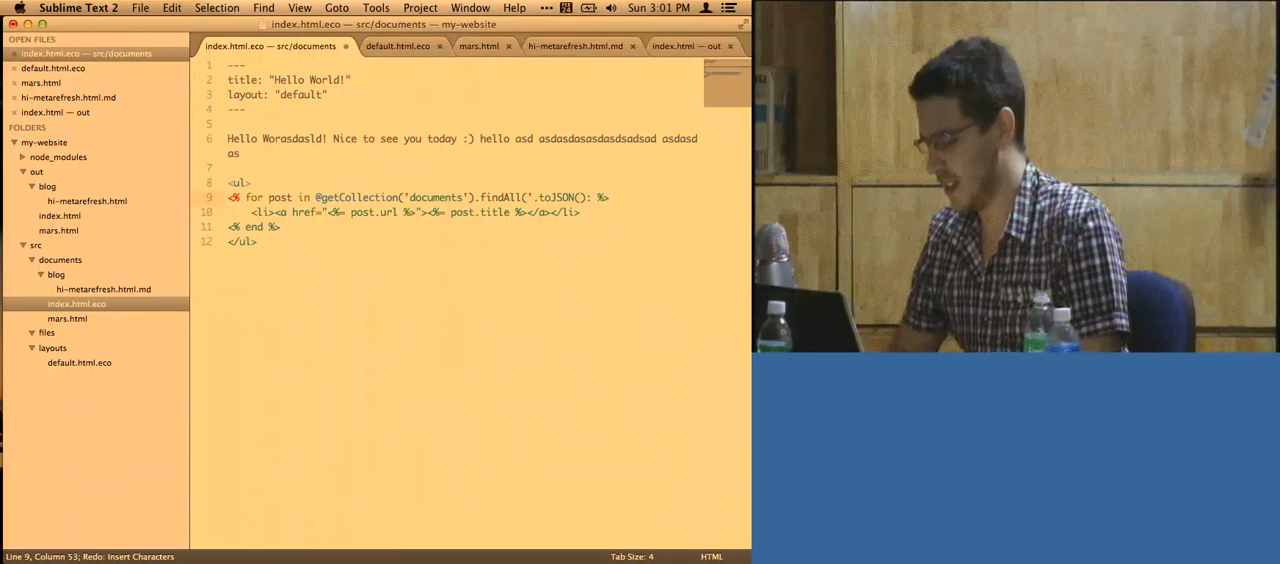 Sublime Text 2 File Edit Selection Find View Goto Tools Project Window Help ••• Sun 3:01 PM
index.html.eco — src/documents — my-website
OPEN FILES
index.html.eco — src/documents
default.html.eco
mars.html
hi-metarefresh.html.md
index.html — out
FOLDERS
my-website
node_modules
out
blog
hi-metarefresh.html
index.html
mars.html
src
documents
blog
hi-metarefresh.html.md
index.html.eco
mars.html
files
layouts
default.html.eco
index.html.eco — src/documents default.html.eco mars.html hi-metarefresh.html.md index.html — out
1 ---
2 title: "Hello World!"
3 layout: "default"
4 ---
5
6 Hello Worasdasld! Nice to see you today :) hello asd asdasdasasdasdsadsad asdasd
as
7
8 <ul>
9 <% for post in @getCollection('documents').findAll('.toJSON(): %>
10 <li><a href="<%= post.url %>"><%= post.title %></a></li>
11 <% end %>
12 </ul>
Line 9, Column 53; Redo: Insert Characters Tab Size: 4 HTML